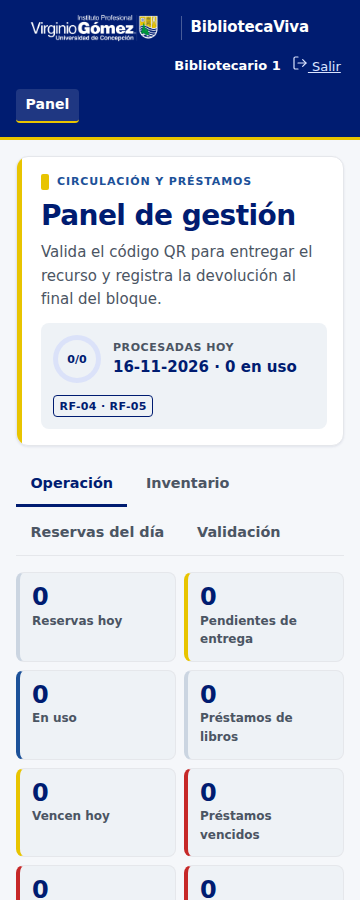 Instituto Profesional
Virginio Gómez
Universidad de Concepción
BibliotecaViva
Bibliotecario 1
Salir
Panel
CIRCULACIÓN Y PRÉSTAMOS
Panel de gestión
Valida el código QR para entregar el
recurso y registra la devolución al
final del bloque.
0/0
PROCESADAS HOY
16-11-2026 · 0 en uso
RF-04 · RF-05
Operación
Inventario
Reservas del día
Validación
0
Reservas hoy
0
Pendientes de
entrega
0
En uso
0
Préstamos de
libros
0
Vencen hoy
0
Préstamos
vencidos
0
0